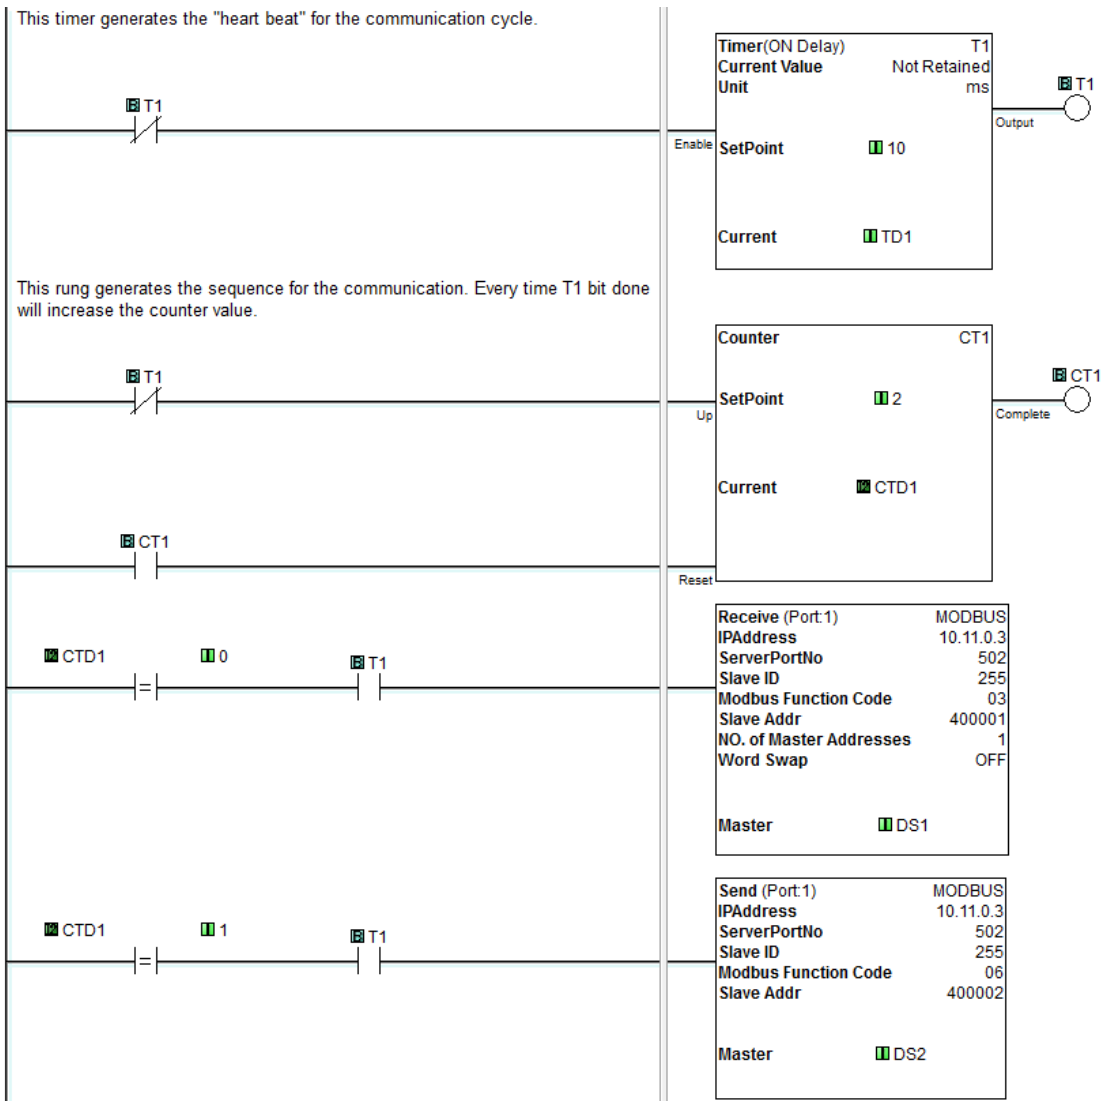 This timer generates the "heart beat" for the communication cycle.
Timer(ON Delay) T1
Current Value Not Retained
Unit ms
B T1
B T1
Output
Enable
SetPoint I 10
Current I TD1
This rung generates the sequence for the communication. Every time T1 bit done
will increase the counter value.
Counter CT1
B T1
B CT1
SetPoint I 2
Up
Complete
Current CTD1
B CT1
Reset
Receive (Port:1) MODBUS
IPAddress 10.11.0.3
ServerPortNo 502
Slave ID 255
Modbus Function Code 03
Slave Addr 400001
NO. of Master Addresses 1
Word Swap OFF
CTD1 I 0 B T1
=
Master I DS1
Send (Port:1) MODBUS
IPAddress 10.11.0.3
ServerPortNo 502
Slave ID 255
Modbus Function Code 06
Slave Addr 400002
CTD1 I 1 B T1
=
Master I DS2